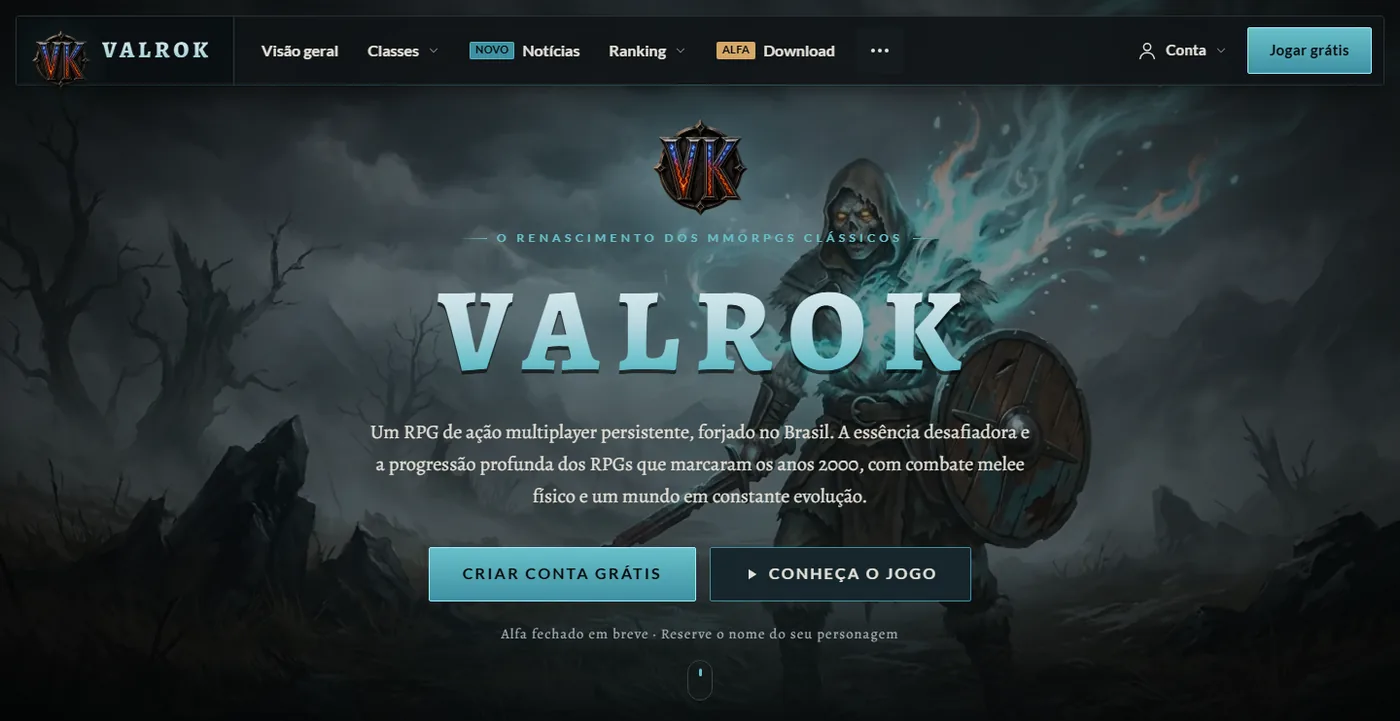 VK VALROK
Visão geral
Classes
NOVO Notícias
Ranking
ALFA Download
Conta
Jogar grátis
VK
O RENASCIMENTO DOS MMORPGS CLÁSSICOS
VALROK
Um RPG de ação multiplayer persistente, forjado no Brasil. A essência desafiadora e
a progressão profunda dos RPGs que marcaram os anos 2000, com combate melee
físico e um mundo em constante evolução.
CRIAR CONTA GRÁTIS
CONHEÇA O JOGO
Alfa fechado em breve · Reserve o nome do seu personagem